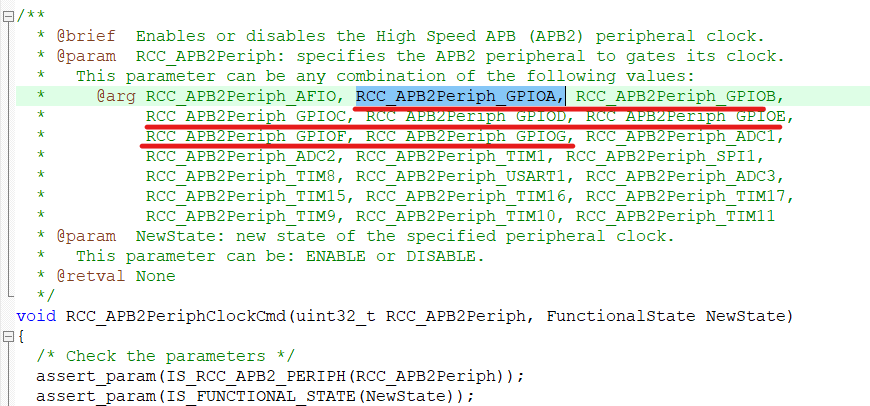 /**
* @brief Enables or disables the High Speed APB (APB2) peripheral clock.
* @param RCC_APB2Periph: specifies the APB2 peripheral to gates its clock.
* This parameter can be any combination of the following values:
* @arg RCC_APB2Periph_AFIO, RCC_APB2Periph_GPIOA, RCC_APB2Periph_GPIOB,
* RCC_APB2Periph_GPIOC, RCC_APB2Periph_GPIOD, RCC_APB2Periph_GPIOE,
* RCC_APB2Periph_GPIOF, RCC_APB2Periph_GPIOG, RCC_APB2Periph_ADC1,
* RCC_APB2Periph_ADC2, RCC_APB2Periph_TIM1, RCC_APB2Periph_SPI1,
* RCC_APB2Periph_TIM8, RCC_APB2Periph_USART1, RCC_APB2Periph_ADC3,
* RCC_APB2Periph_TIM15, RCC_APB2Periph_TIM16, RCC_APB2Periph_TIM17,
* RCC_APB2Periph_TIM9, RCC_APB2Periph_TIM10, RCC_APB2Periph_TIM11
* @param NewState: new state of the specified peripheral clock.
* This parameter can be: ENABLE or DISABLE.
* @retval None
*/
void RCC_APB2PeriphClockCmd(uint32_t RCC_APB2Periph, FunctionalState NewState)
{
/* Check the parameters */
assert_param(IS_RCC_APB2_PERIPH(RCC_APB2Periph));
assert_param(IS_FUNCTIONAL_STATE(NewState));